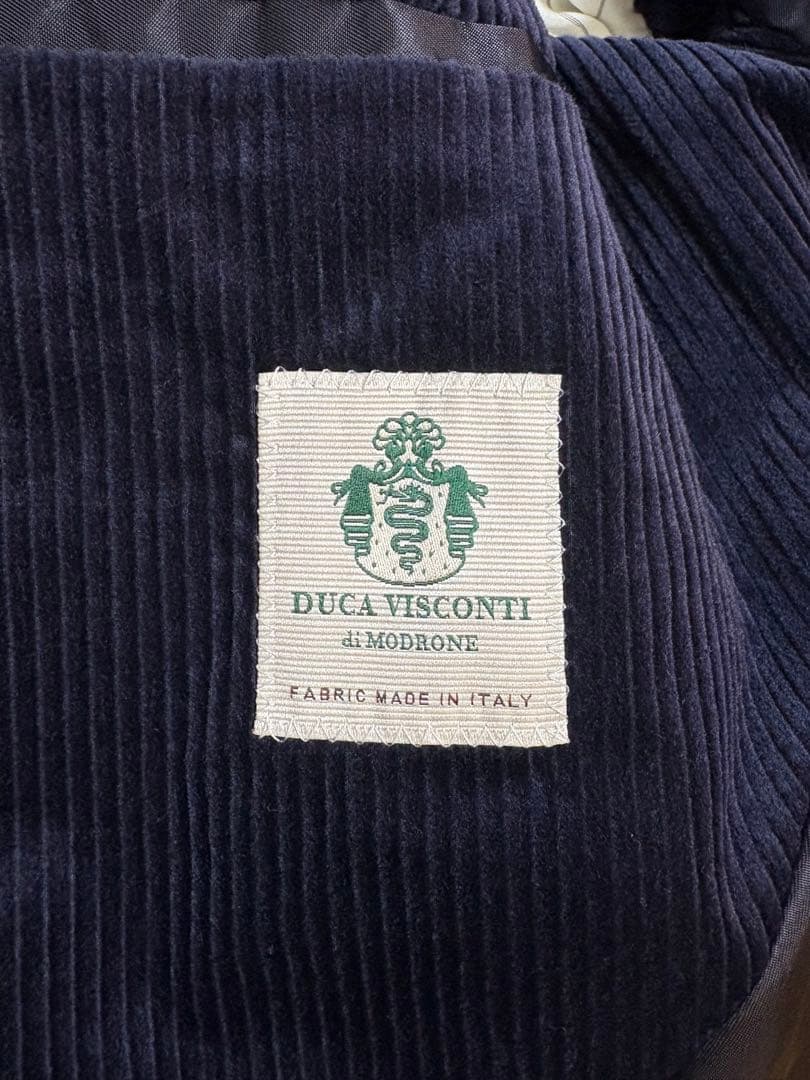 DUCA VISCONTI
di MODRONE
FABRIC MADE IN ITALY